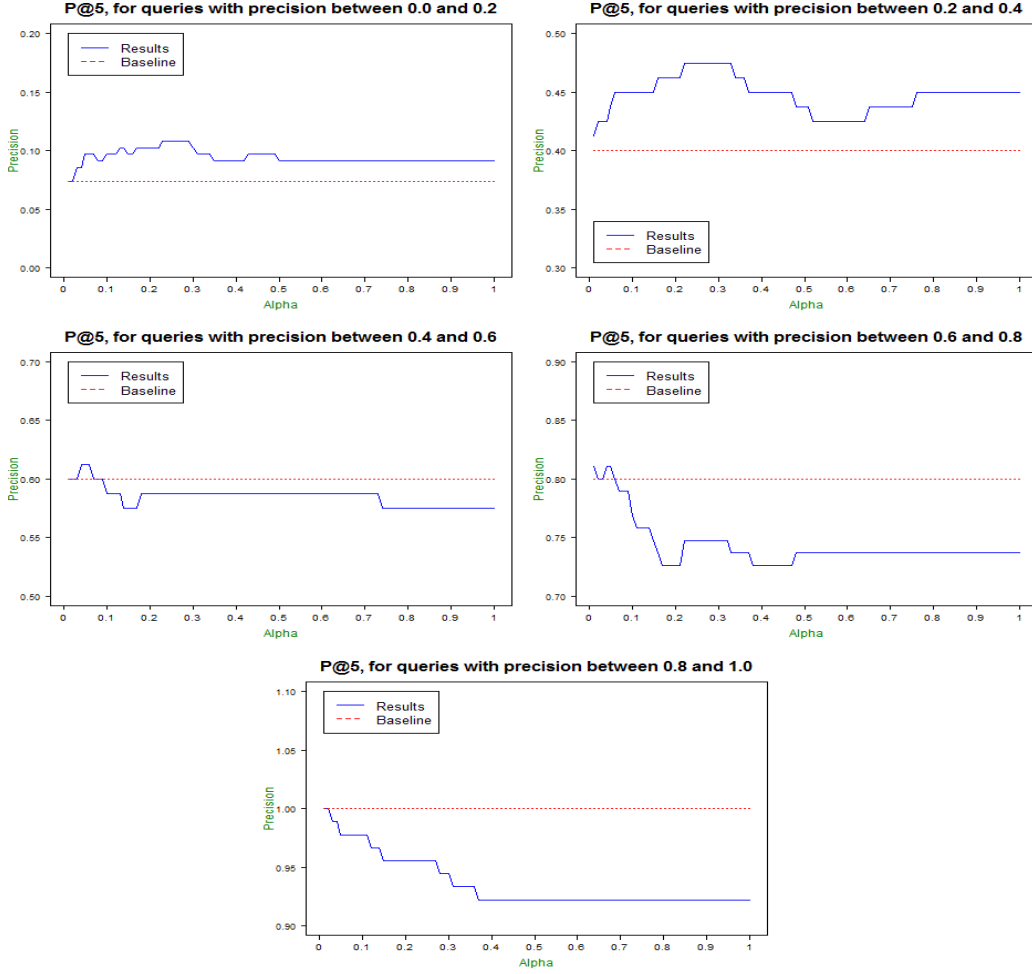 P@5, for queries with precision between 0.0 and 0.2
0.20
0.15
0.10
0.05
0.00
Precision
Results
Baseline
0 0.1 0.2 0.3 0.4 0.5 0.6 0.7 0.8 0.9 1
Alpha
P@5, for queries with precision between 0.2 and 0.4
0.50
0.45
0.40
0.35
0.30
Precision
Results
Baseline
0 0.1 0.2 0.3 0.4 0.5 0.6 0.7 0.8 0.9 1
Alpha
P@5, for queries with precision between 0.4 and 0.6
0.70
0.65
0.60
0.55
0.50
Precision
Results
Baseline
0 0.1 0.2 0.3 0.4 0.5 0.6 0.7 0.8 0.9 1
Alpha
P@5, for queries with precision between 0.6 and 0.8
0.90
0.85
0.80
0.75
0.70
Precision
Results
Baseline
0 0.1 0.2 0.3 0.4 0.5 0.6 0.7 0.8 0.9 1
Alpha
P@5, for queries with precision between 0.8 and 1.0
1.10
1.05
1.00
0.95
0.90
Precision
Results
Baseline
0 0.1 0.2 0.3 0.4 0.5 0.6 0.7 0.8 0.9 1
Alpha